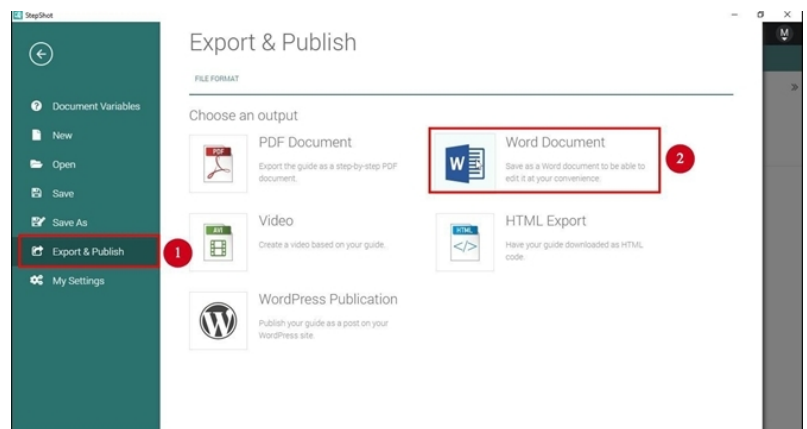 StepShot
M
Export & Publish
FILE FORMAT
Document Variables
New
Open
Save
Save As
Export & Publish
1
My Settings
Choose an output
PDF
PDF Document
Export the guide as a step-by-step PDF
document.
W
Word Document
Save as a Word document to be able to
edit it at your convenience.
2
AVI
Video
Create a video based on your guide.
HTML
</>
HTML Export
Have your guide downloaded as HTML
code.
W
WordPress Publication
Publish your guide as a post on your
WordPress site.